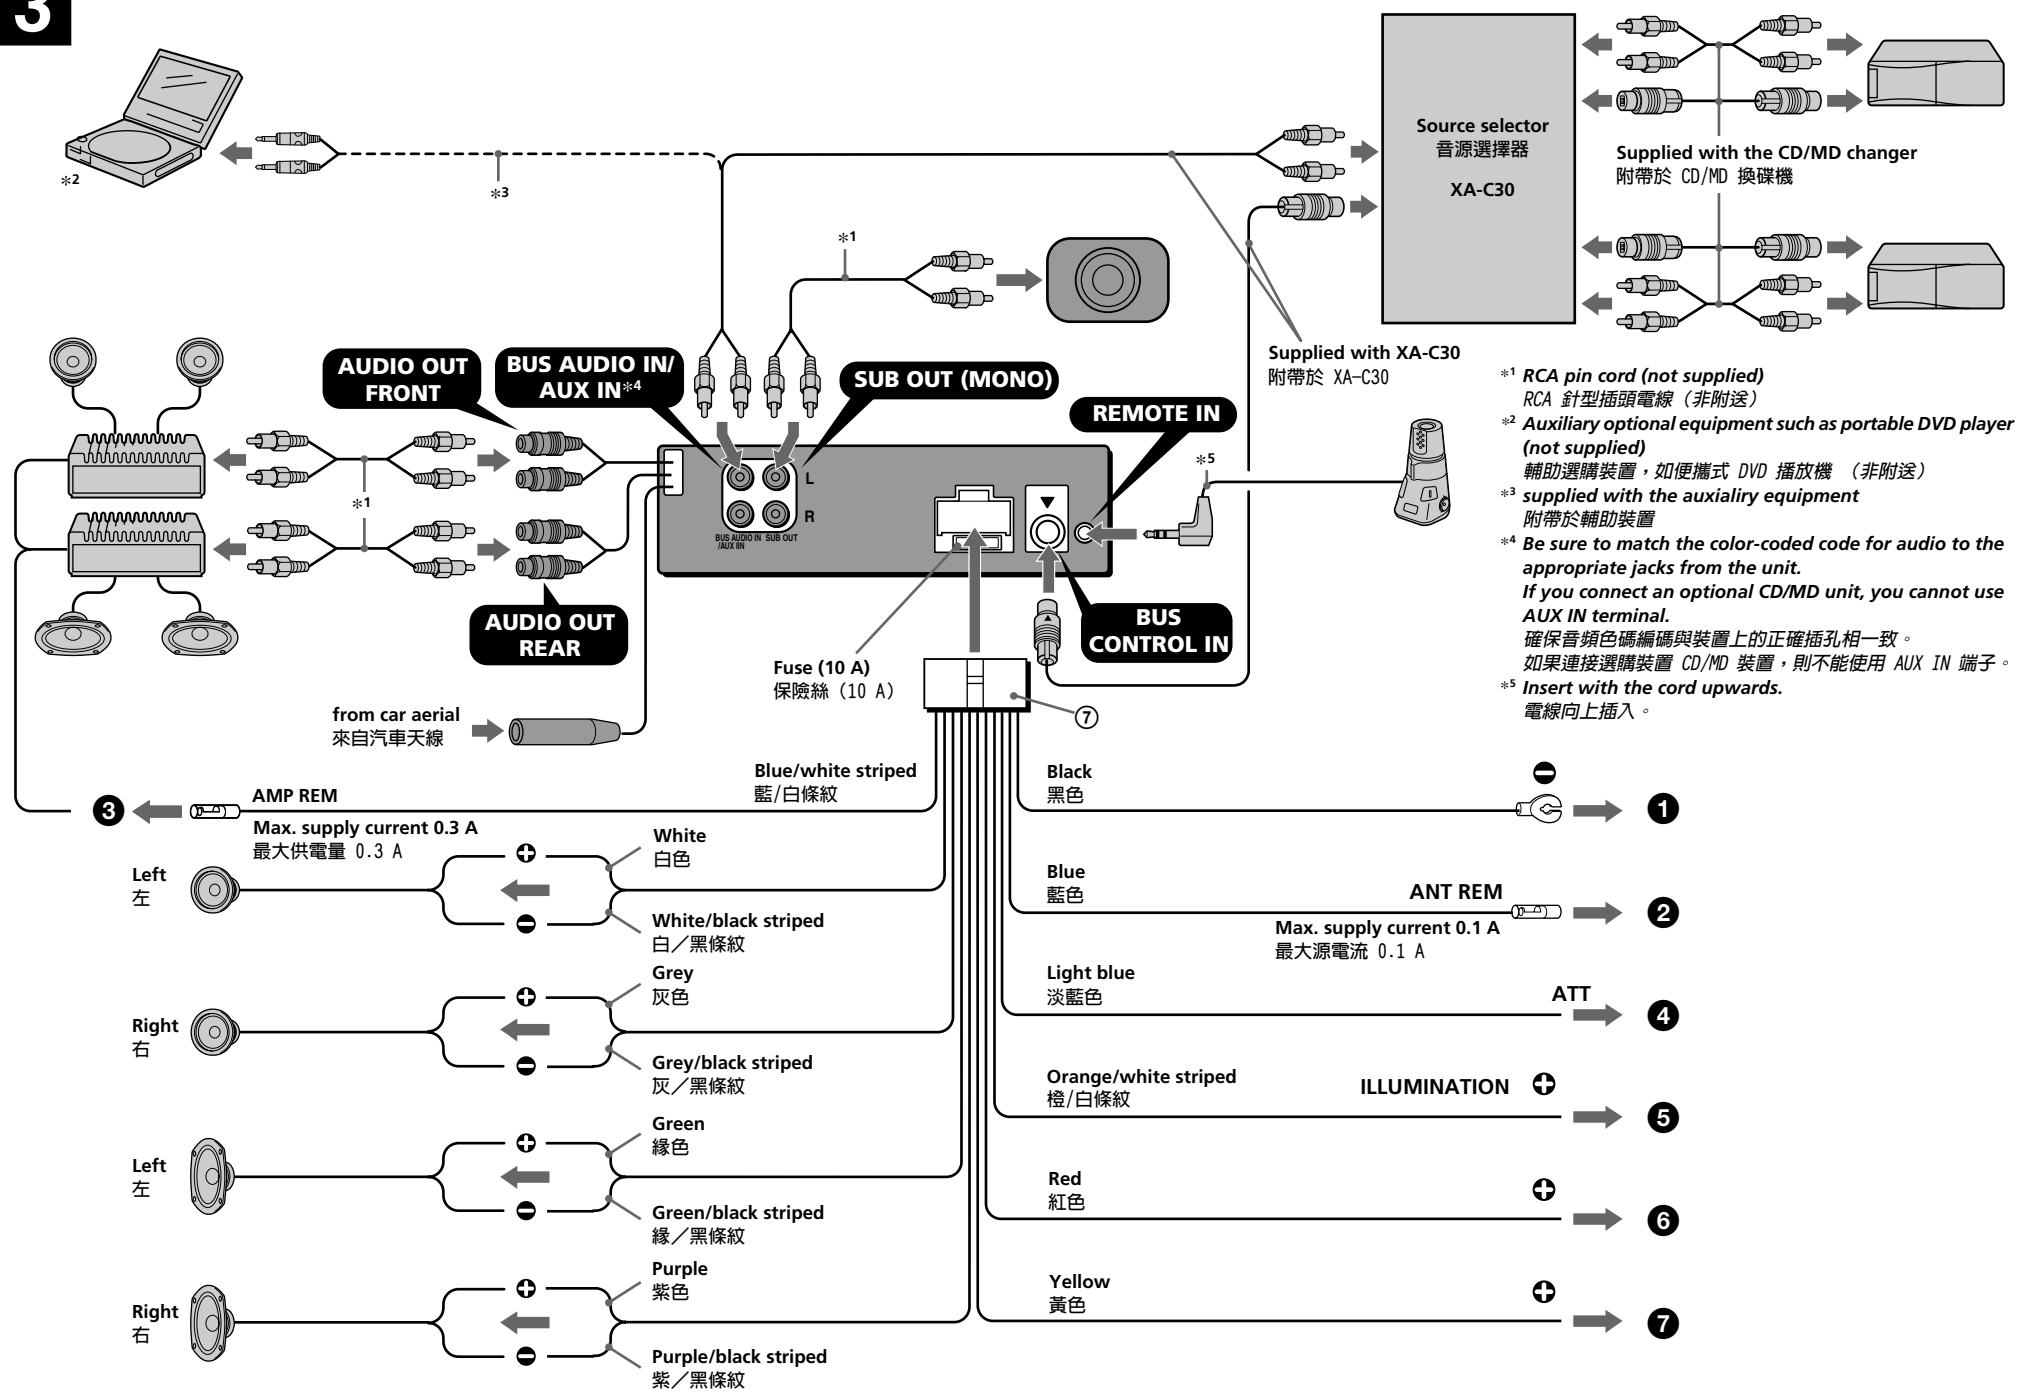 3
*2
*3
*1
Source selector
音源選擇器
XA-C30
Supplied with the CD/MD changer
附帶於 CD/MD 換碟機
Supplied with XA-C30
附帶於 XA-C30
AUDIO OUT
FRONT
BUS AUDIO IN/
AUX IN*4
SUB OUT (MONO)
REMOTE IN
*1
*5
L
R
BUS AUDIO IN SUB OUT
/AUX IIN
AUDIO OUT
REAR
BUS
CONTROL IN
Fuse (10 A)
保險絲（10 A）
⑦
from car aerial
來自汽車天線
*1 RCA pin cord (not supplied)
RCA 針型插頭電線（非附送）
*2 Auxiliary optional equipment such as portable DVD player
(not supplied)
輔助選購裝置，如便攜式 DVD 播放機 （非附送）
*3 supplied with the auxialiry equipment
附帶於輔助裝置
*4 Be sure to match the color-coded code for audio to the
appropriate jacks from the unit.
If you connect an optional CD/MD unit, you cannot use
AUX IN terminal.
確保音頻色碼編碼與裝置上的正確插孔相一致。
如果連接選購裝置 CD/MD 裝置，則不能使用 AUX IN 端子。
*5 Insert with the cord upwards.
電線向上插入。
❸
AMP REM
Max. supply current 0.3 A
最大供電量 0.3 A
Blue/white striped
藍/白條紋
Left
左
White
白色
White/black striped
白／黑條紋
Right
右
Grey
灰色
Grey/black striped
灰／黑條紋
Left
左
Green
緣色
Green/black striped
緣／黑條紋
Right
右
Purple
紫色
Purple/black striped
紫／黑條紋
Black
黑色
❶
Blue
藍色
ANT REM
Max. supply current 0.1 A
最大源電流 0.1 A
❷
Light blue
淡藍色
ATT
❹
Orange/white striped
橙/白條紋
ILLUMINATION
❺
Red
紅色
❻
Yellow
黃色
❼